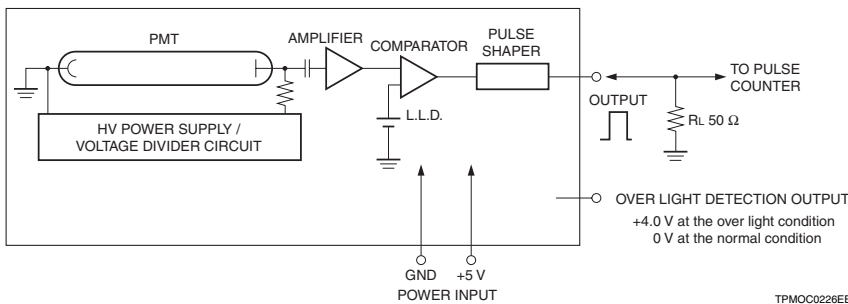 PMT
AMPLIFIER
COMPARATOR
PULSE
SHAPER
TO PULSE
COUNTER
OUTPUT
RL 50 Ω
HV POWER SUPPLY /
VOLTAGE DIVIDER CIRCUIT
L.L.D.
OVER LIGHT DETECTION OUTPUT
+4.0 V at the over light condition
0 V at the normal condition
GND +5 V
POWER INPUT